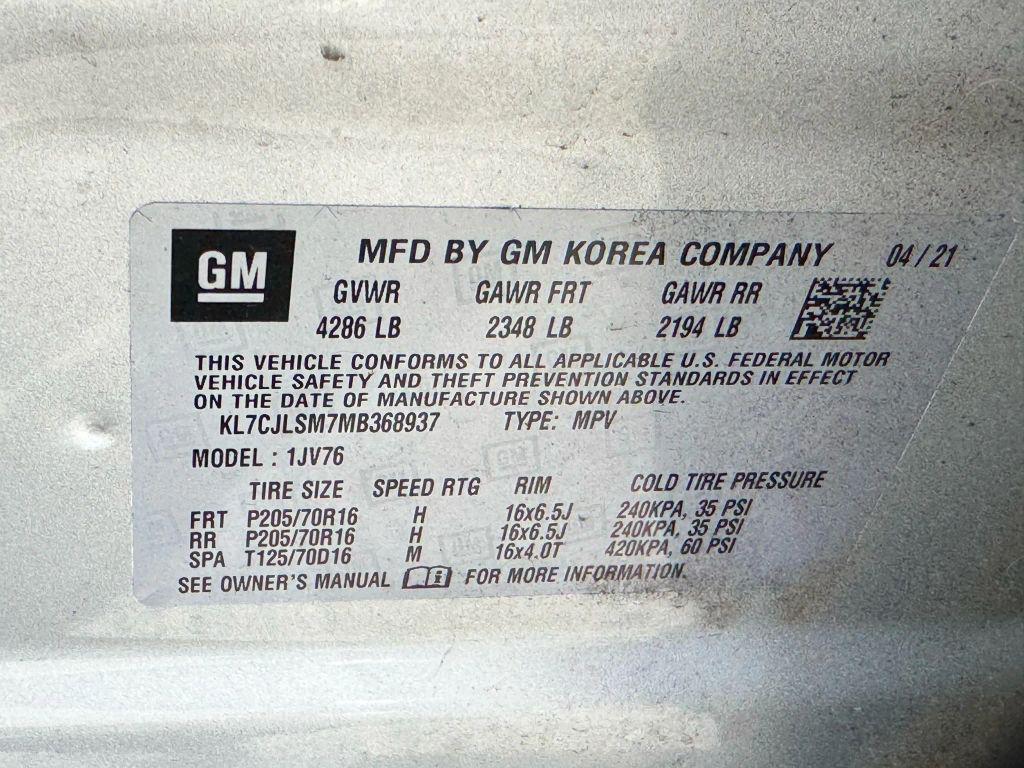 GM
MFD BY GM KOREA COMPANY 04/21
GVWR GAWR FRT GAWR RR
4286 LB 2348 LB 2194 LB
THIS VEHICLE CONFORMS TO ALL APPLICABLE U.S. FEDERAL MOTOR
VEHICLE SAFETY AND THEFT PREVENTION STANDARDS IN EFFECT
ON THE DATE OF MANUFACTURE SHOWN ABOVE.
KL7CJLSM7MB368937 TYPE: MPV
MODEL : 1JV76
TIRE SIZE SPEED RTG RIM COLD TIRE PRESSURE
FRT P205/70R16 H 16x6.5J 240KPA, 35 PSI
RR P205/70R16 H 16x6.5J 240KPA, 35 PSI
SPA T125/70D16 M 16x4.0T 420KPA, 60 PSI
SEE OWNER'S MANUAL FOR MORE INFORMATION.